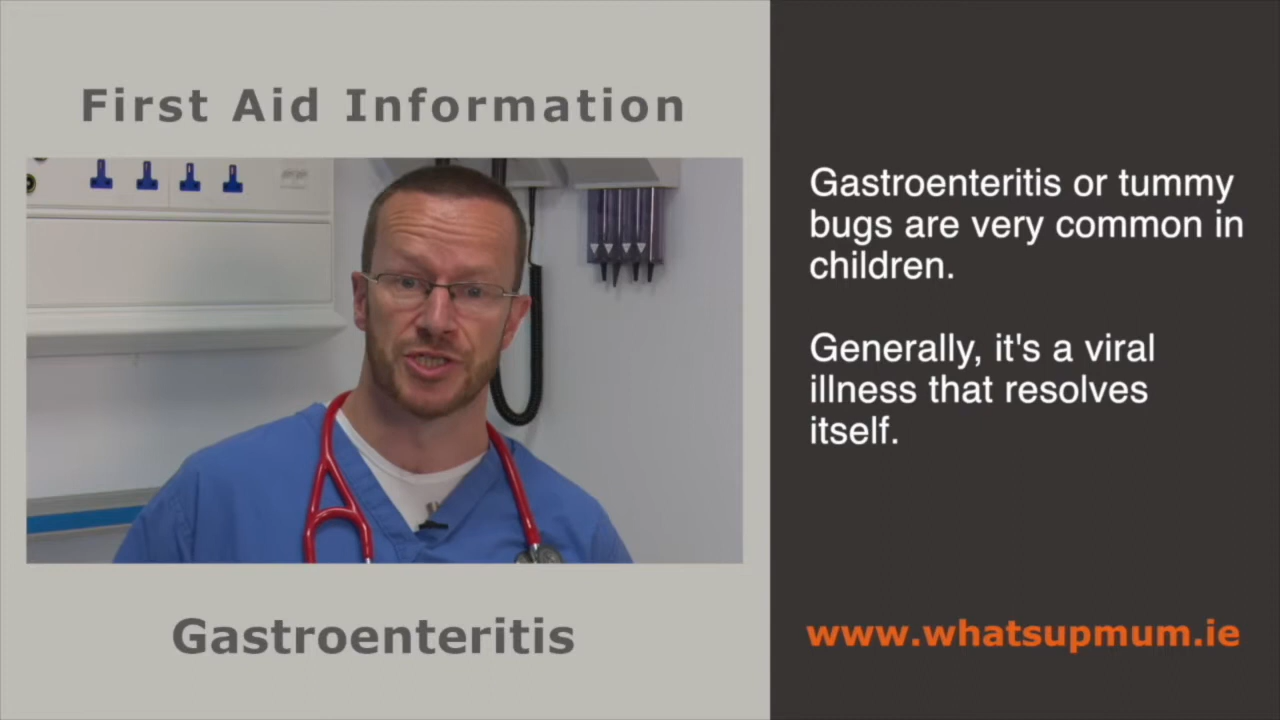 First Aid Information
Gastroenteritis or tummy
bugs are very common in
children.
Generally, it's a viral
illness that resolves
itself.
Gastroenteritis
www.whatsupmum.ie